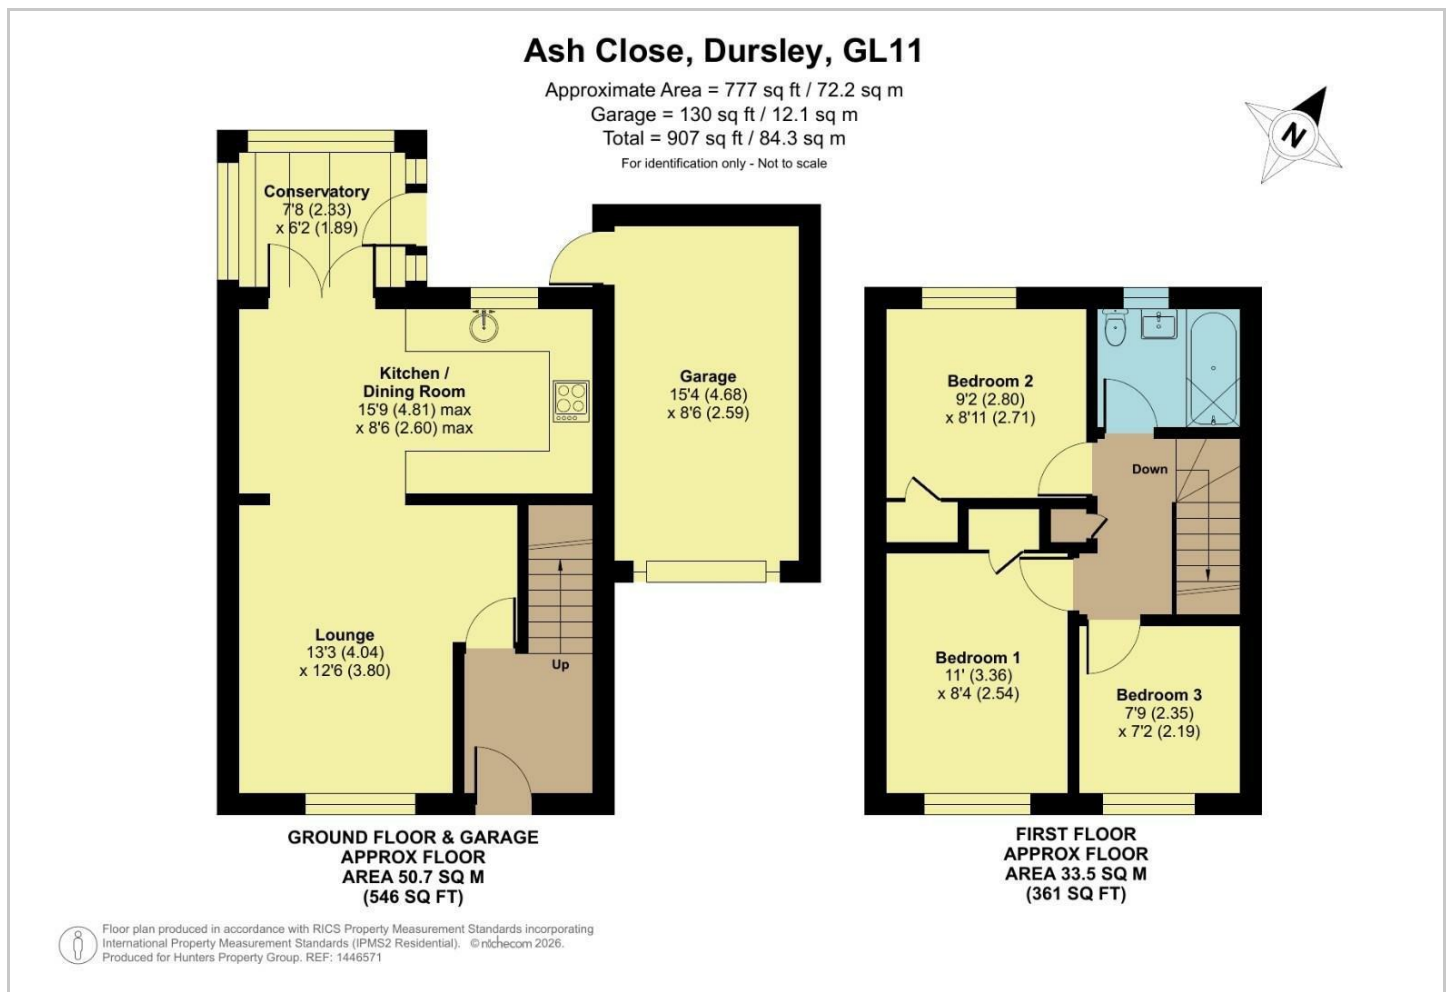 Ash Close, Dursley, GL11
Approximate Area = 777 sq ft / 72.2 sq m
Garage = 130 sq ft / 12.1 sq m
Total = 907 sq ft / 84.3 sq m
For identification only - Not to scale
N
Conservatory
7'8 (2.33)
x 6'2 (1.89)
Kitchen /
Dining Room
15'9 (4.81) max
x 8'6 (2.60) max
Garage
15'4 (4.68)
x 8'6 (2.59)
Lounge
13'3 (4.04)
x 12'6 (3.80)
Up
Bedroom 2
9'2 (2.80)
x 8'11 (2.71)
Down
Bedroom 1
11' (3.36)
x 8'4 (2.54)
Bedroom 3
7'9 (2.35)
x 7'2 (2.19)
GROUND FLOOR & GARAGE
APPROX FLOOR
AREA 50.7 SQ M
(546 SQ FT)
FIRST FLOOR
APPROX FLOOR
AREA 33.5 SQ M
(361 SQ FT)
Floor plan produced in accordance with RICS Property Measurement Standards incorporating
International Property Measurement Standards (IPMS2 Residential). © nichecom 2026.
Produced for Hunters Property Group. REF: 1446571